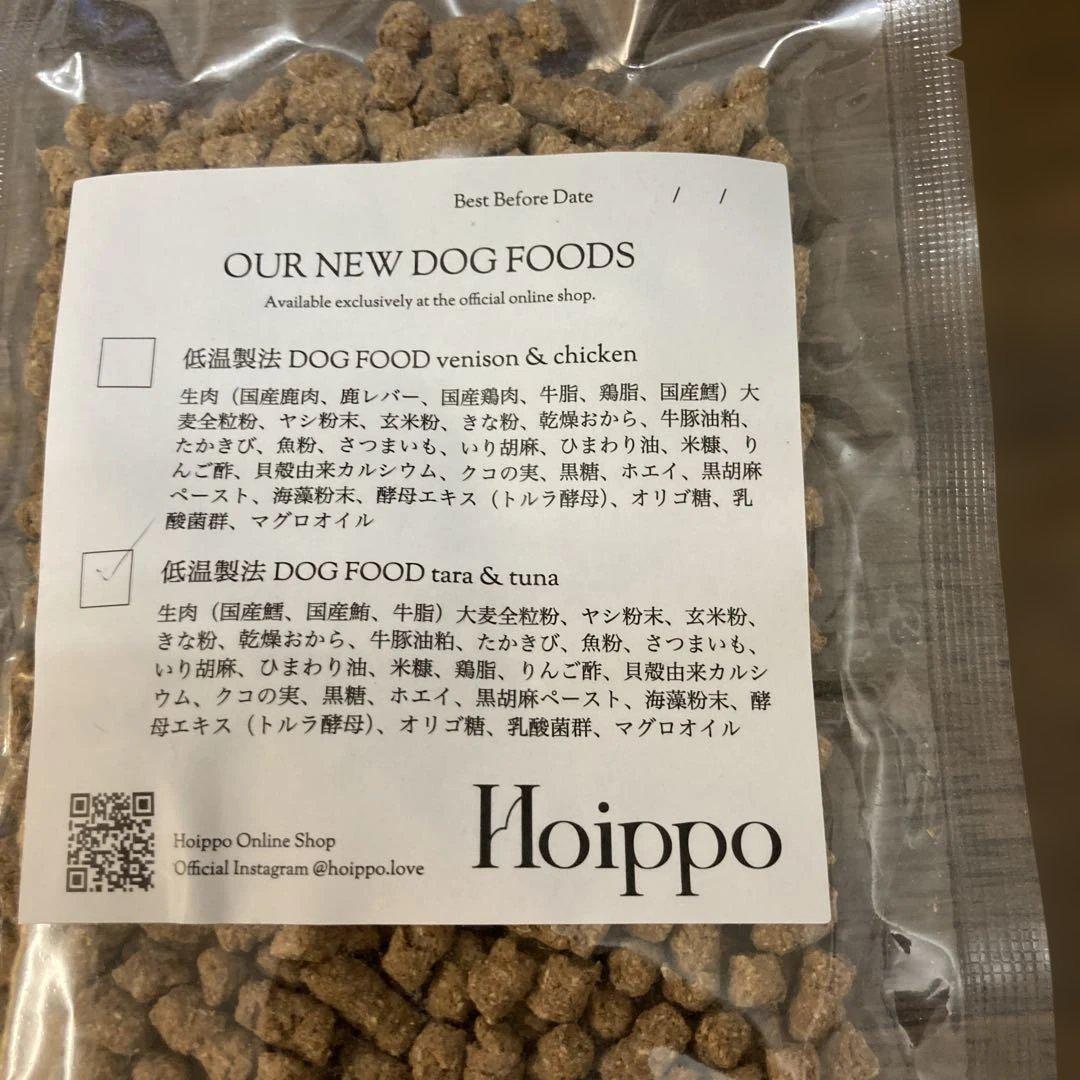 Best Before Date / /
OUR NEW DOG FOODS
Available exclusively at the official online shop.
低温製法 DOG FOOD venison & chicken
生肉（国産鹿肉、鹿レバー、国産鶏肉、牛脂、鶏脂、国産鱈）大
麦全粒粉、ヤシ粉末、玄米粉、きな粉、乾燥おから、牛豚油粕、
たかきび、魚粉、さつまいも、いり胡麻、ひまわり油、米糠、り
んご酢、貝殻由来カルシウム、クコの実、黒糖、ホエイ、黒胡麻
ペースト、海藻粉末、酵母エキス（トルラ酵母）、オリゴ糖、乳
酸菌群、マグロオイル
低温製法 DOG FOOD tara & tuna
生肉（国産鱈、国産鮪、牛脂）大麦全粒粉、ヤシ粉末、玄米粉、
きな粉、乾燥おから、牛豚油粕、たかきび、魚粉、さつまいも、
いり胡麻、ひまわり油、米糠、鶏脂、りんご酢、貝殻由来カルシ
ウム、クコの実、黒糖、ホエイ、黒胡麻ペースト、海藻粉末、酵
母エキス（トルラ酵母）、オリゴ糖、乳酸菌群、マグロオイル
Hoippo Online Shop
Official Instagram @hoippo.love
Hoippo